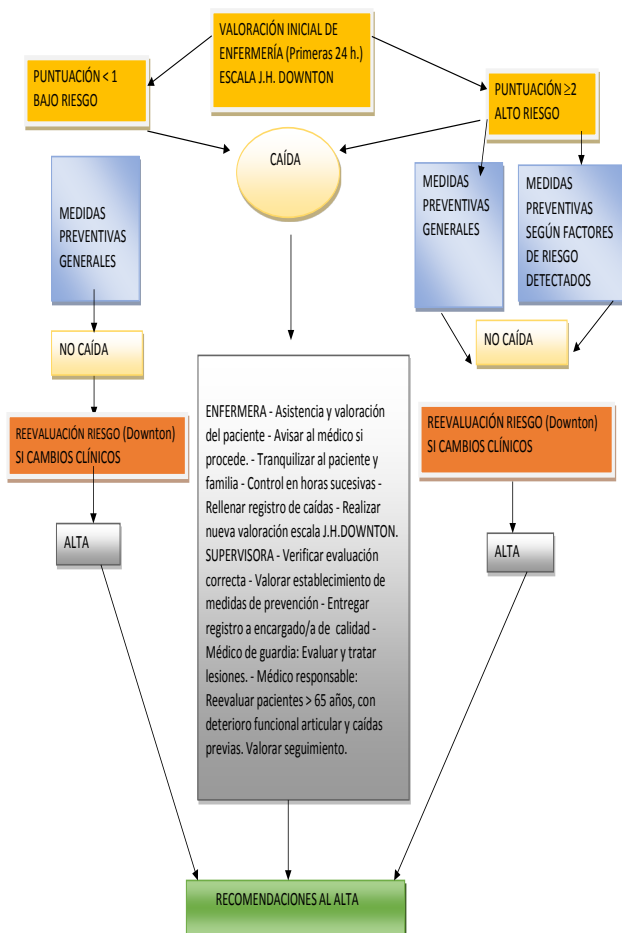 VALORACIÓN INICIAL DE
ENFERMERÍA (Primeras 24 h.)
ESCALA J.H. DOWNTON
PUNTUACIÓN < 1
BAJO RIESGO
PUNTUACIÓN ≥2
ALTO RIESGO
CAÍDA
MEDIDAS
PREVENTIVAS
GENERALES
MEDIDAS
PREVENTIVAS
GENERALES
MEDIDAS
PREVENTIVAS
SEGÚN FACTORES
DE RIESGO
DETECTADOS
NO CAÍDA
NO CAÍDA
REEVALUACIÓN RIESGO (Downton)
SI CAMBIOS CLÍNICOS
REEVALUACIÓN RIESGO (Downton)
SI CAMBIOS CLÍNICOS
ENFERMERA - Asistencia y valoración
del paciente - Avisar al médico si
procede. - Tranquilizar al paciente y
familia - Control en horas sucesivas -
Rellenar registro de caídas - Realizar
nueva valoración escala J.H.DOWNTON.
SUPERVISORA - Verificar evaluación
correcta - Valorar establecimiento de
medidas de prevención - Entregar
registro a encargado/a de calidad -
Médico de guardia: Evaluar y tratar
lesiones. - Médico responsable:
Reevaluar pacientes > 65 años, con
deterioro funcional articular y caídas
previas. Valorar seguimiento.
ALTA
ALTA
RECOMENDACIONES AL ALTA